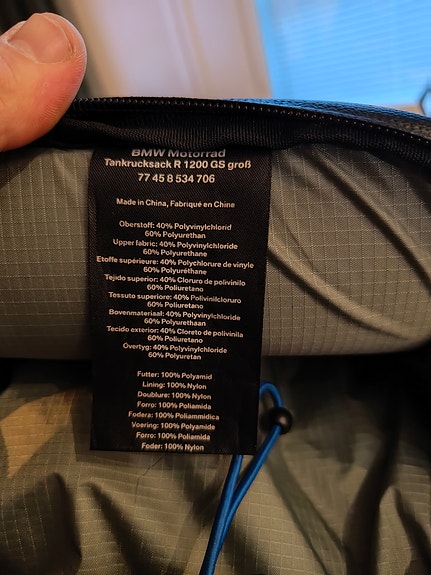 BMW Motorrad
Tankrucksack R 1200 GS groß
77 45 8 534 706
Made in China, Fabriqué en Chine
Oberstoff: 40% Polyvinylchlorid
60% Polyurethan
Upper fabric: 40% Polyvinylchloride
60% Polyurethane
Etoffe supérieure: 40% Polychlorure de vinyle
60% Polyuréthane
Tejido superior: 40% Cloruro de polivinilo
60% Poliuretano
Tessuto superiore: 40% Polivinilcloruro
60% Poliuretano
Bovenmateriaal: 40% Polyvinylchloride
60% Polyurethaan
Tecido exterior: 40% Cloreto de polivinila
60% Poliuretano
Övertyg: 40% Polyvinylchloride
60% Polyuretan
Futter: 100% Polyamid
Lining: 100% Nylon
Doublure: 100% Nylon
Forro: 100% Poliamida
Fodera: 100% Poliammidica
Voering: 100% Polyamide
Forro: 100% Poliamida
Foder: 100% Nylon